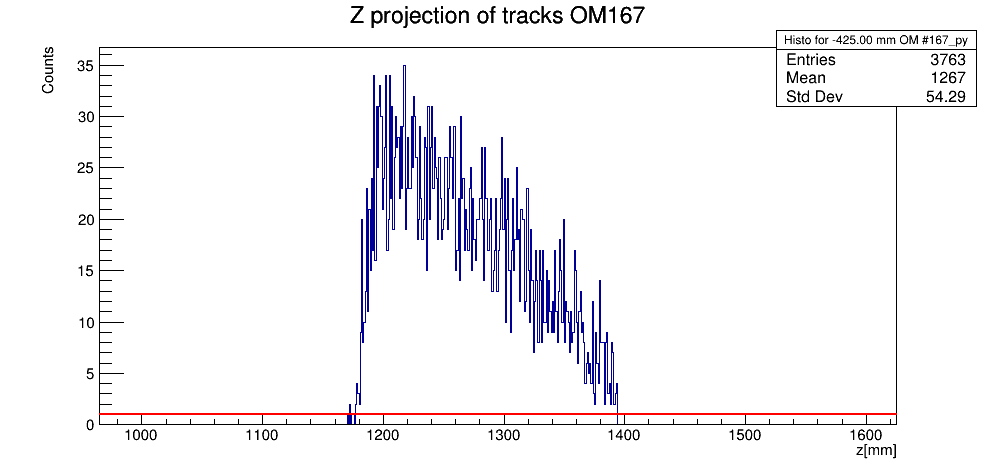 Z projection of tracks OM167
Histo for -425.00 mm OM #167_py
Entries 3763
Mean 1267
Std Dev 54.29
Counts
35
30
25
20
15
10
5
0
1000 1100 1200 1300 1400 1500 1600
z[mm]